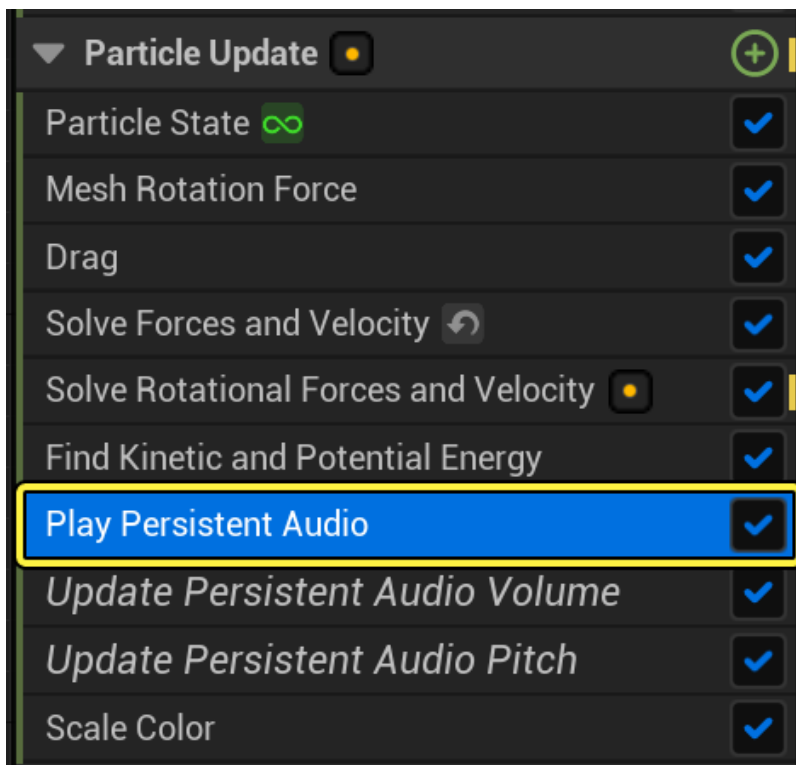 Particle Update
Particle State
Mesh Rotation Force
Drag
Solve Forces and Velocity
Solve Rotational Forces and Velocity
Find Kinetic and Potential Energy
Play Persistent Audio
Update Persistent Audio Volume
Update Persistent Audio Pitch
Scale Color